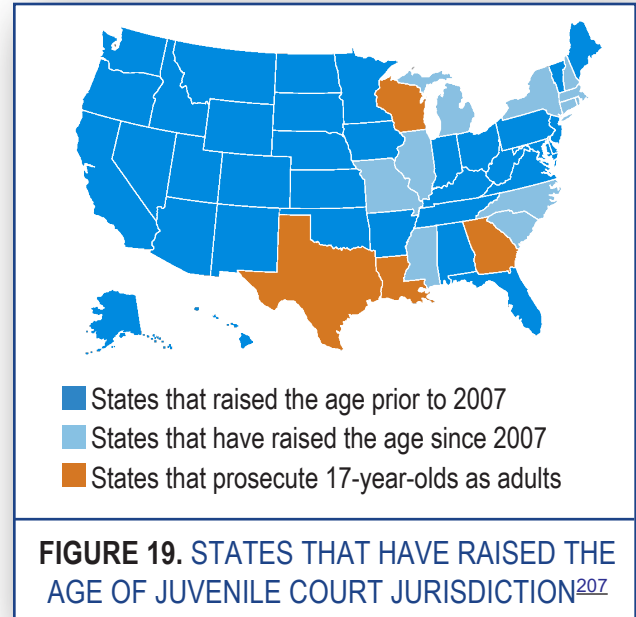 States that raised the age prior to 2007
States that have raised the age since 2007
States that prosecute 17-year-olds as adults
FIGURE 19. STATES THAT HAVE RAISED THE
AGE OF JUVENILE COURT JURISDICTION207